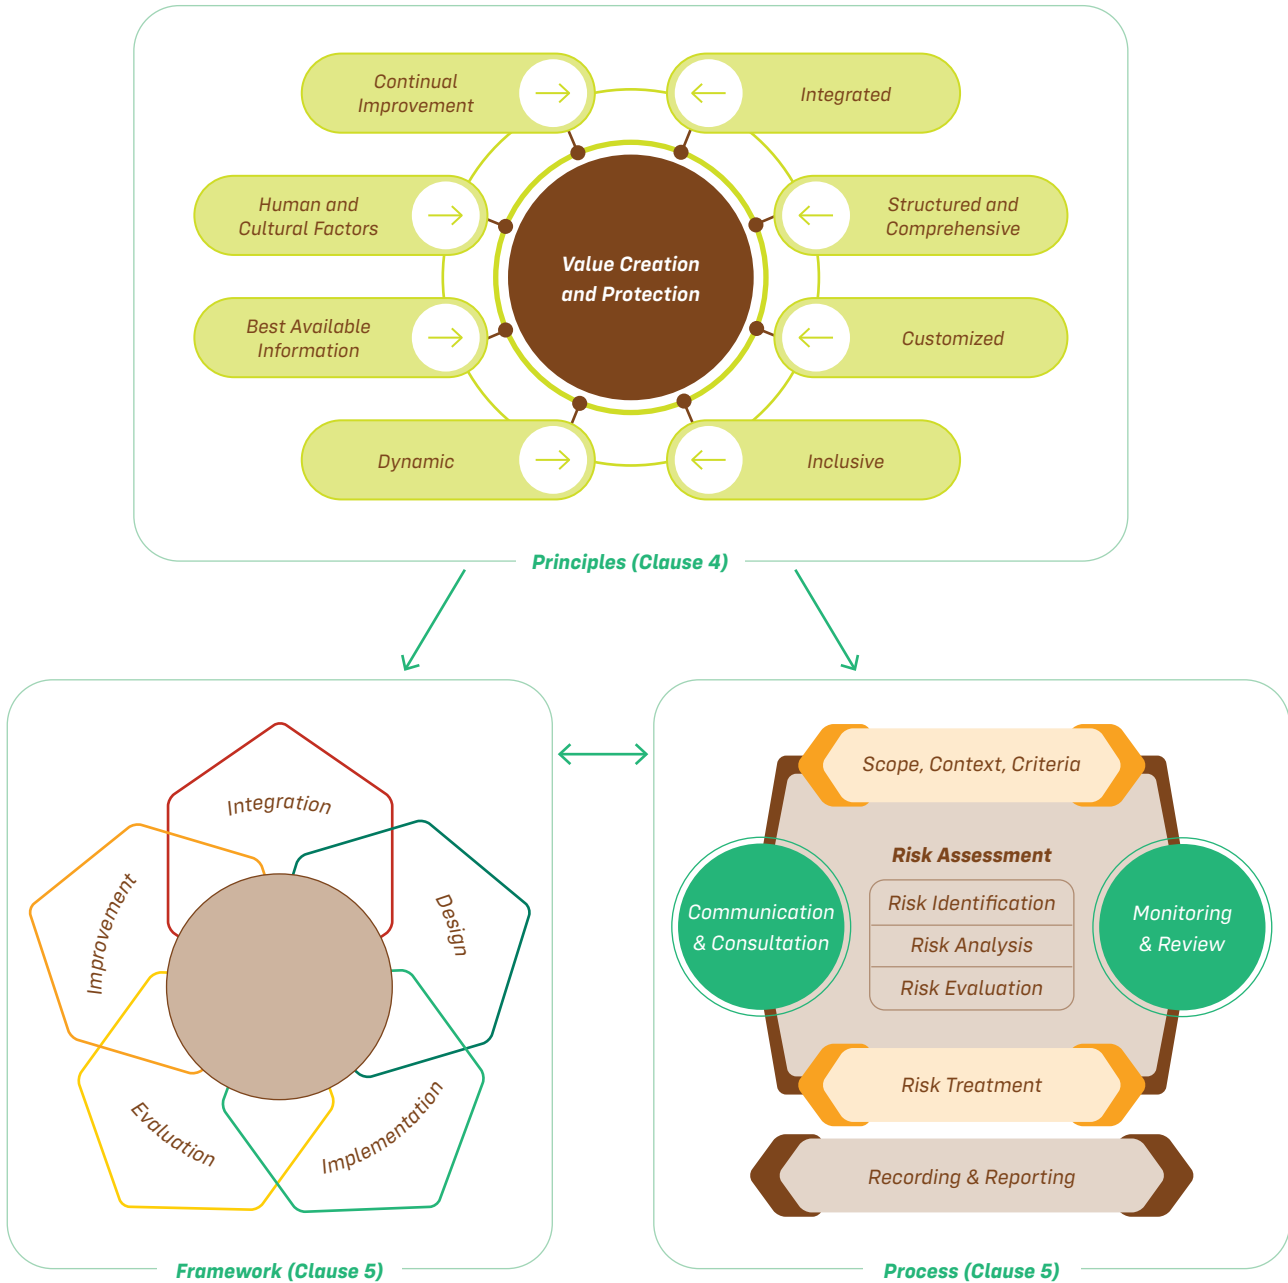 Continual
Improvement
Integrated
Human and
Cultural Factors
Structured and
Comprehensive
Value Creation
and Protection
Best Available
Information
Customized
Dynamic
Inclusive
Principles (Clause 4)
Integration
Improvement
Design
Evaluation
Implementation
Framework (Clause 5)
Scope, Context, Criteria
Risk Assessment
Communication
& Consultation
Risk Identification
Risk Analysis
Risk Evaluation
Monitoring
& Review
Risk Treatment
Recording & Reporting
Process (Clause 5)